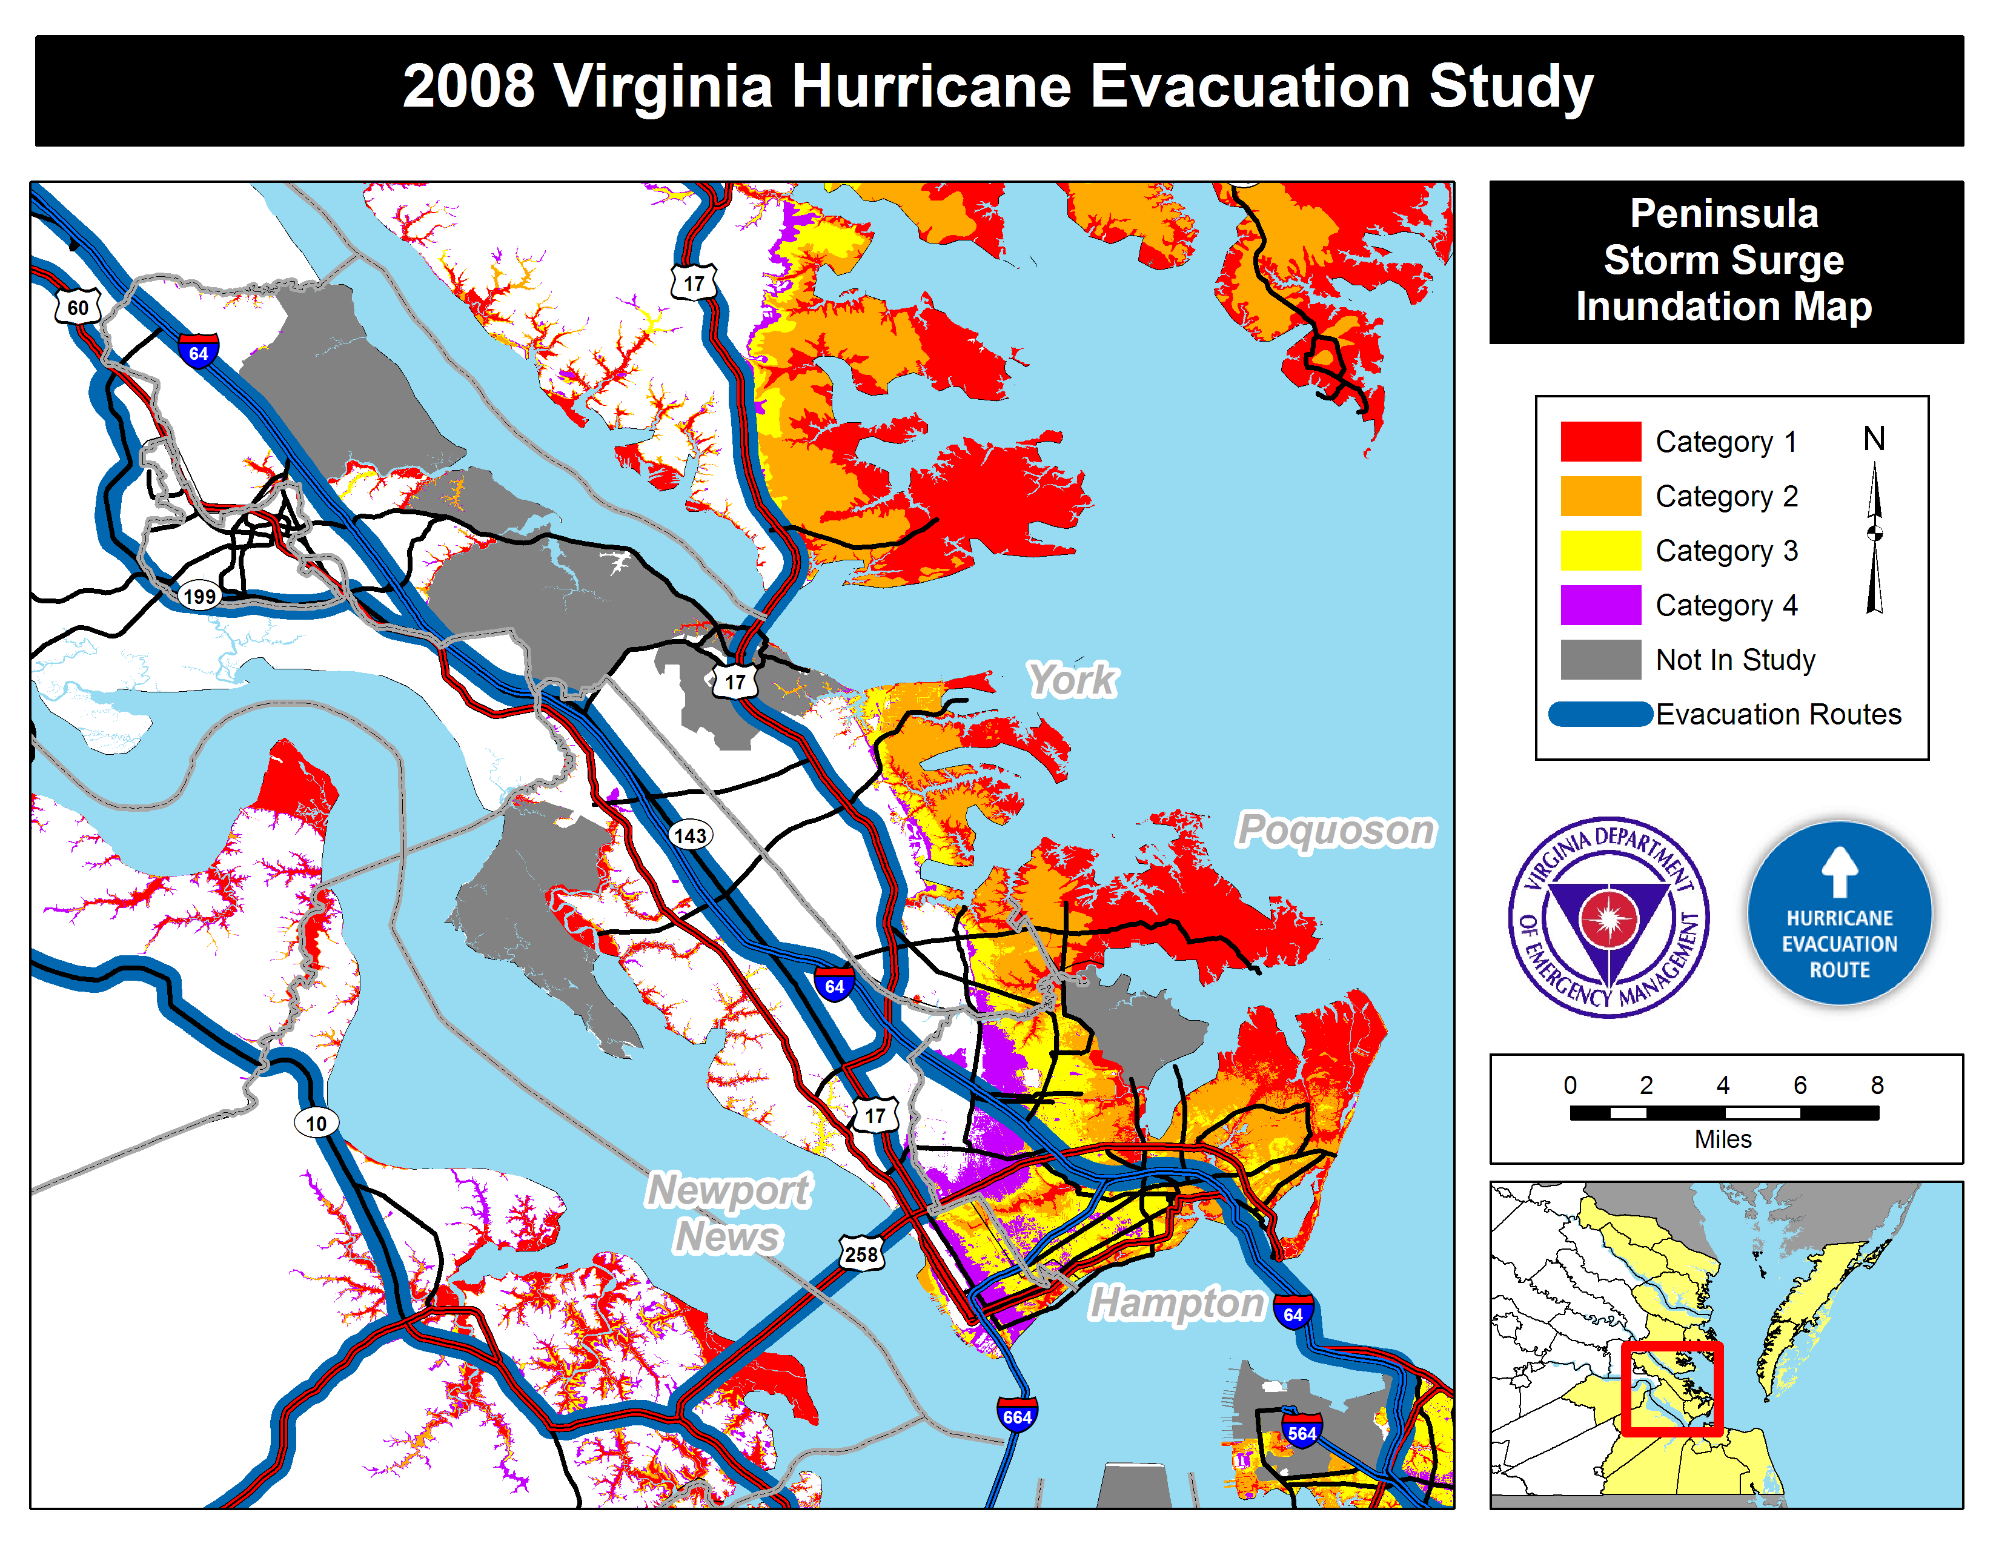 2008 Virginia Hurricane Evacuation Study
Peninsula
Storm Surge
Inundation Map
Category 1
Category 2
Category 3
Category 4
Not In Study
Evacuation Routes
N
VIRGINIA DEPARTMENT
OF EMERGENCY MANAGEMENT
HURRICANE
EVACUATION
ROUTE
0 2 4 6 8
Miles
17
60
64
199
17
York
143
Poquoson
64
10
17
Newport
News
258
Hampton
64
664
564